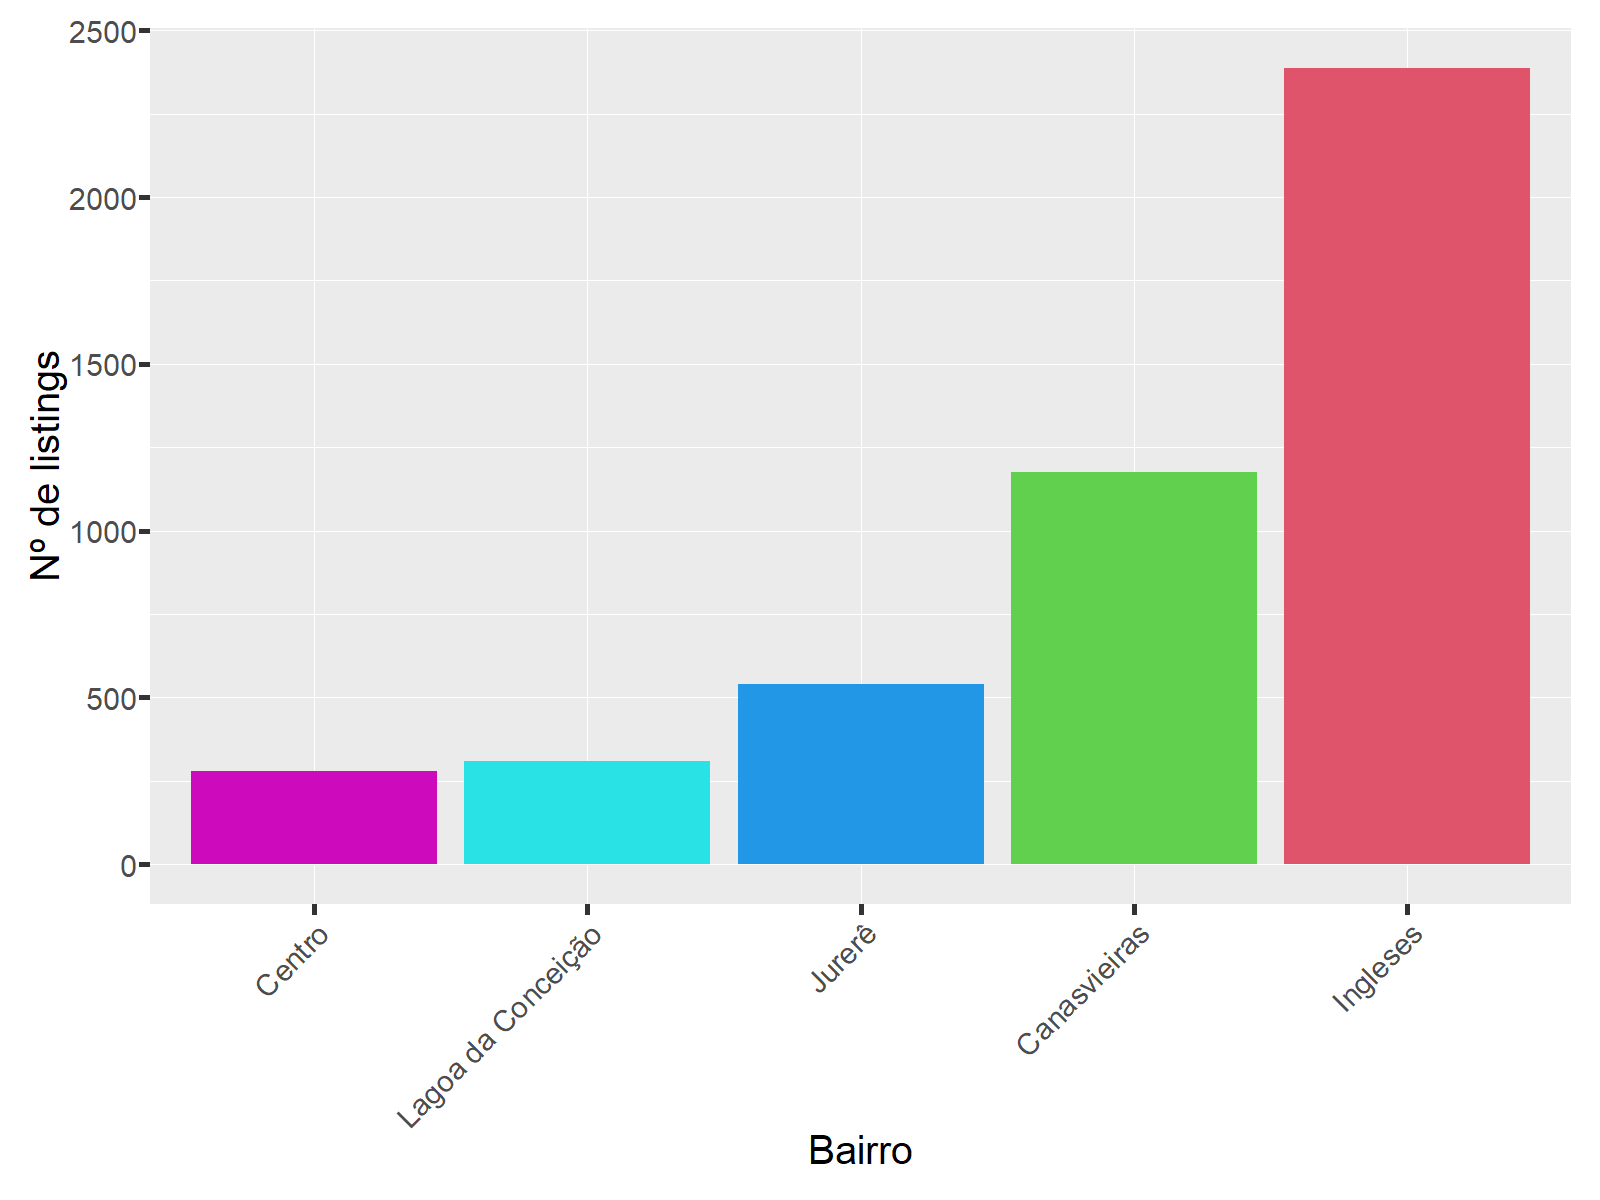 2500
2000
1500
1000
500
0
Nº de listings
Centro
Lagoa da Conceição
Jurerê
Canasvieiras
Ingleses
Bairro